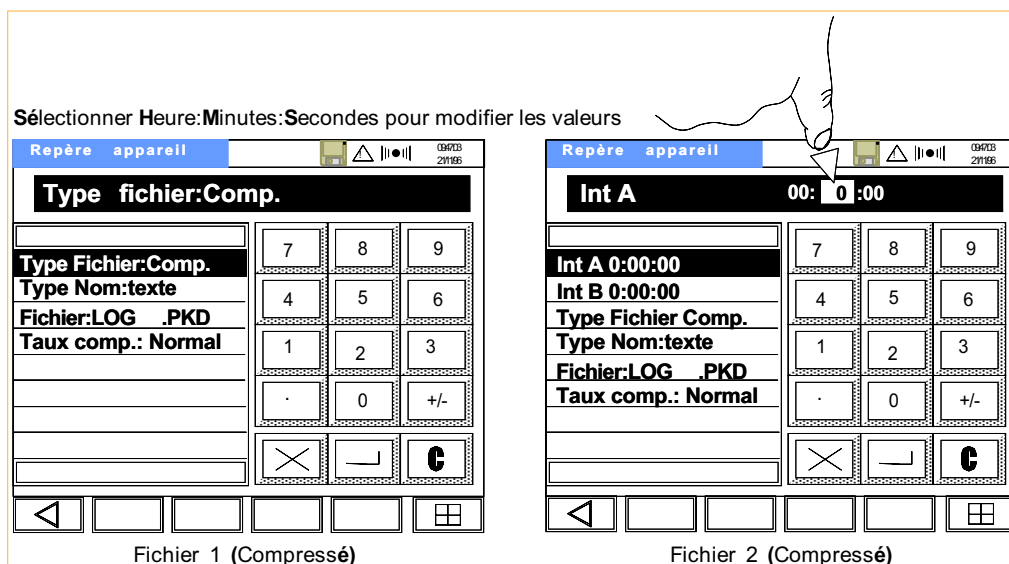 Sélectionner Heure:Minutes:Secondes pour modifier les valeurs
Repère appareil
Type fichier:Comp.
Type Fichier:Comp.
Type Nom:texte
Fichier:LOG .PKD
Taux comp.: Normal
7 8 9
4 5 6
1 2 3
. 0 +/-
C
Fichier 1 (Compressé)
Repère appareil
Int A 00: 0 :00
Int A 0:00:00
Int B 0:00:00
Type Fichier Comp.
Type Nom:texte
Fichier:LOG .PKD
Taux comp.: Normal
7 8 9
4 5 6
1 2 3
. 0 +/-
C
Fichier 2 (Compressé)